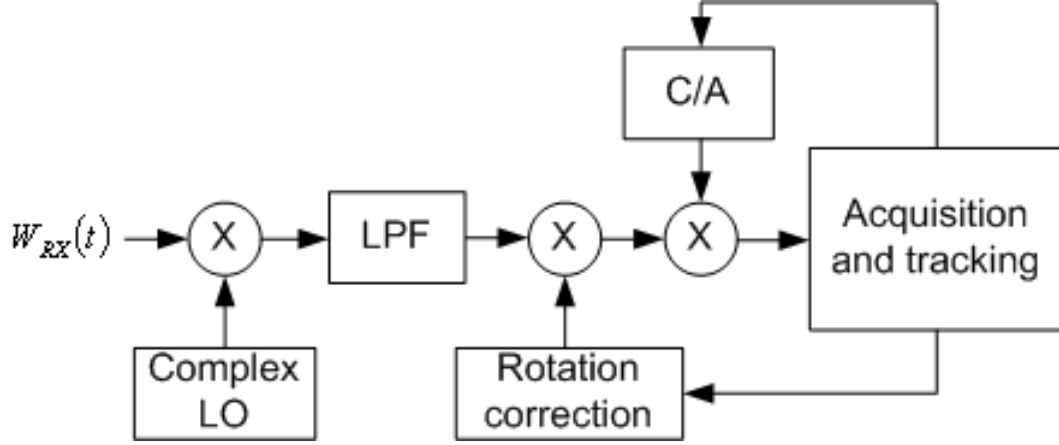 C/A
W_RX(t)
X
LPF
X
X
Acquisition
and tracking
Complex
LO
Rotation
correction